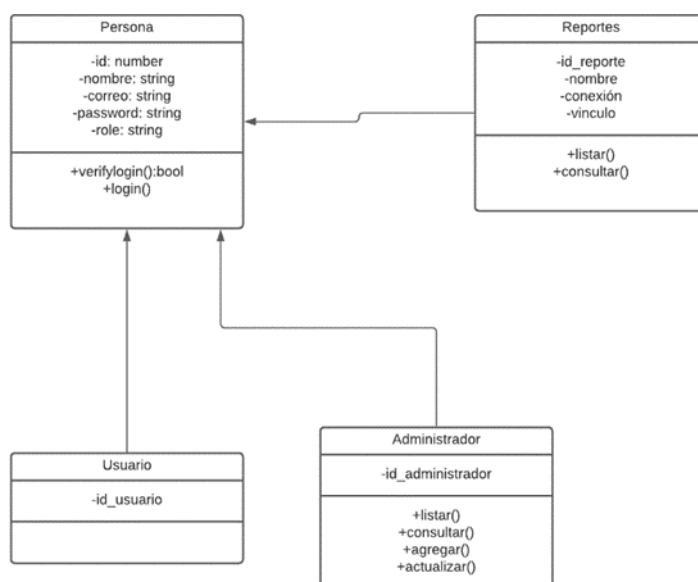 Persona
-id: number
-nombre: string
-correo: string
-password: string
-role: string
+verifylogin():bool
+login()
Reportes
-id_reporte
-nombre
-conexión
-vinculo
+listar()
+consultar()
Usuario
-id_usuario
Administrador
-id_administrador
+listar()
+consultar()
+agregar()
+actualizar()